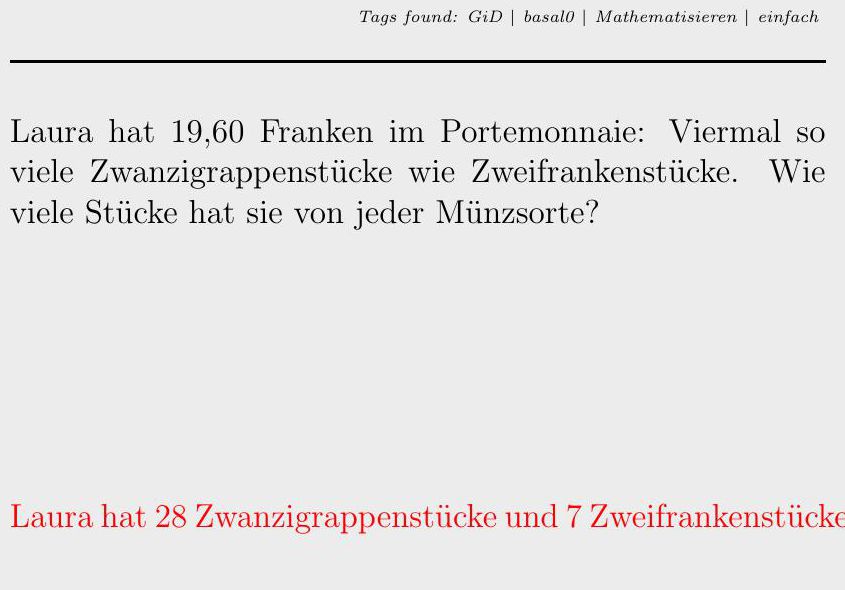 Tags found: GiD | basal0 | Mathematisieren | einfach
Laura hat 19,60 Franken im Portemonnaie: Viermal so
viele Zwanzigrappenstücke wie Zweifrankenstücke. Wie
viele Stücke hat sie von jeder Münzsorte?
Laura hat 28 Zwanzigrappenstücke und 7 Zweifrankenstücke